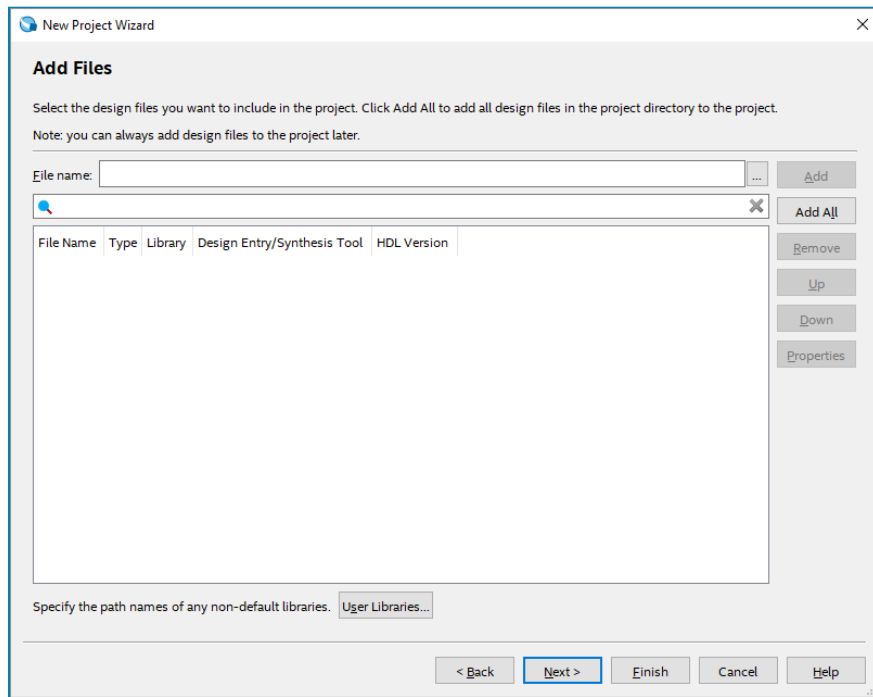 New Project Wizard
Add Files
Select the design files you want to include in the project. Click Add All to add all design files in the project directory to the project.
Note: you can always add design files to the project later.
File name:
...
Add
Add All
File Name Type Library Design Entry/Synthesis Tool HDL Version
Remove
Up
Down
Properties
Specify the path names of any non-default libraries. User Libraries...
< Back Next > Finish Cancel Help